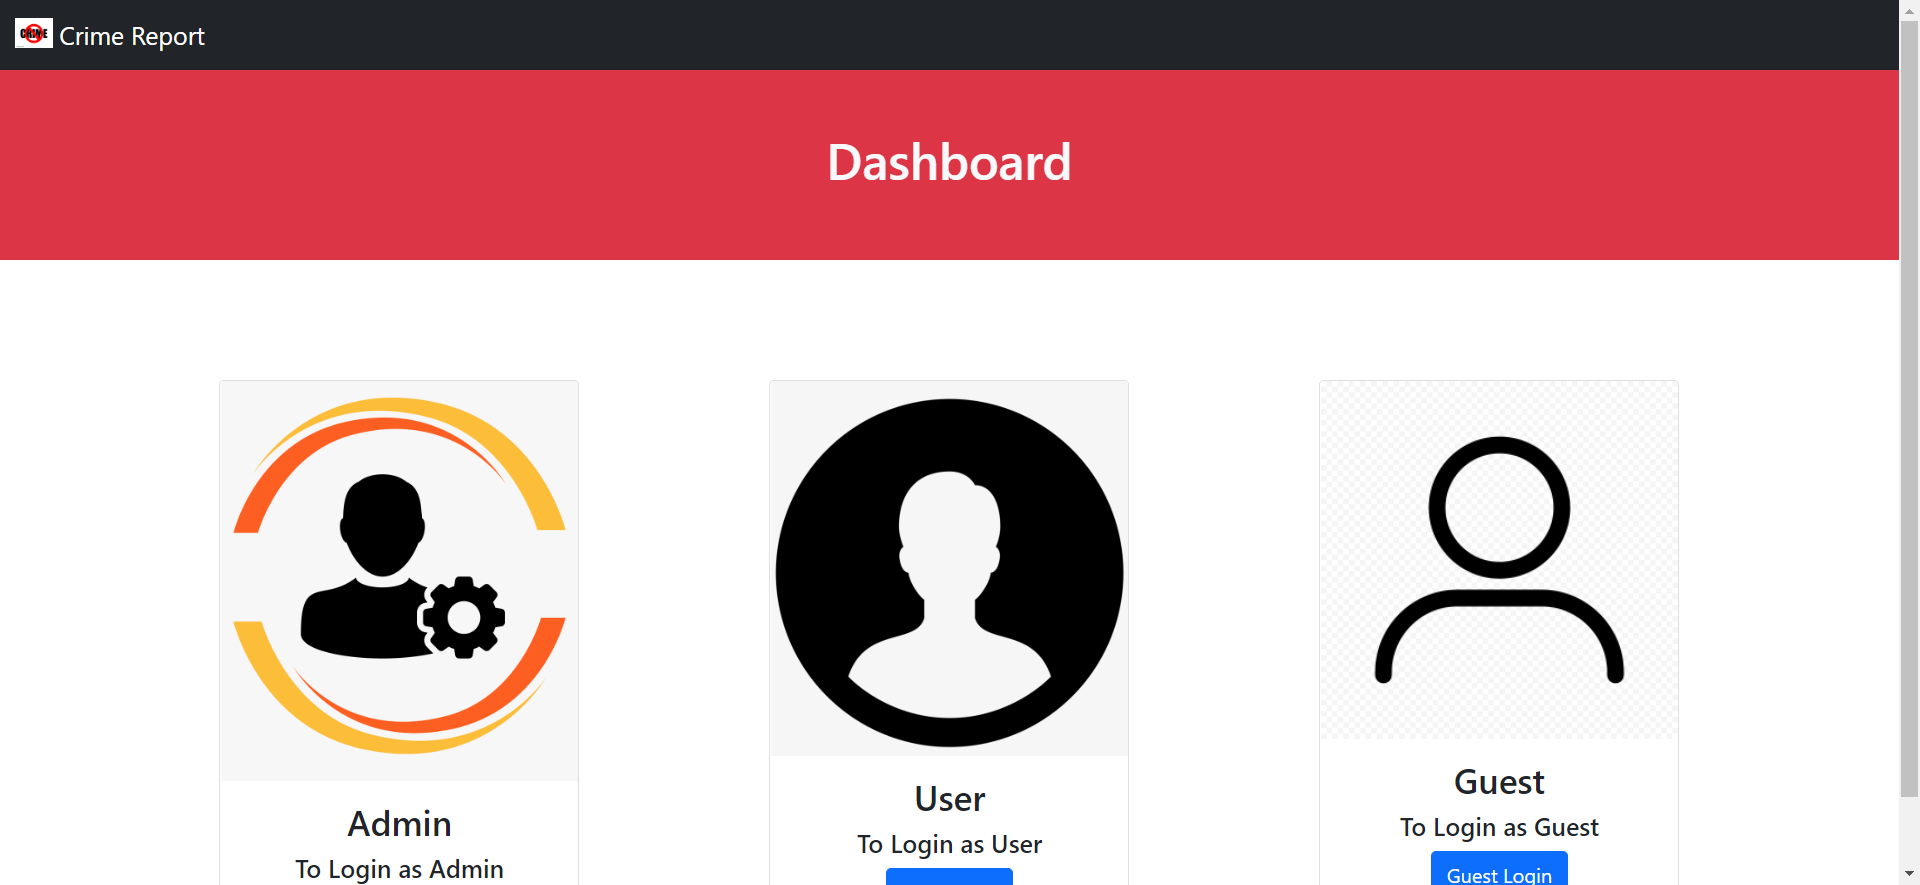 CRIME
Crime Report
Dashboard
Admin
To Login as Admin
User
To Login as User
Guest
To Login as Guest
Guest Login